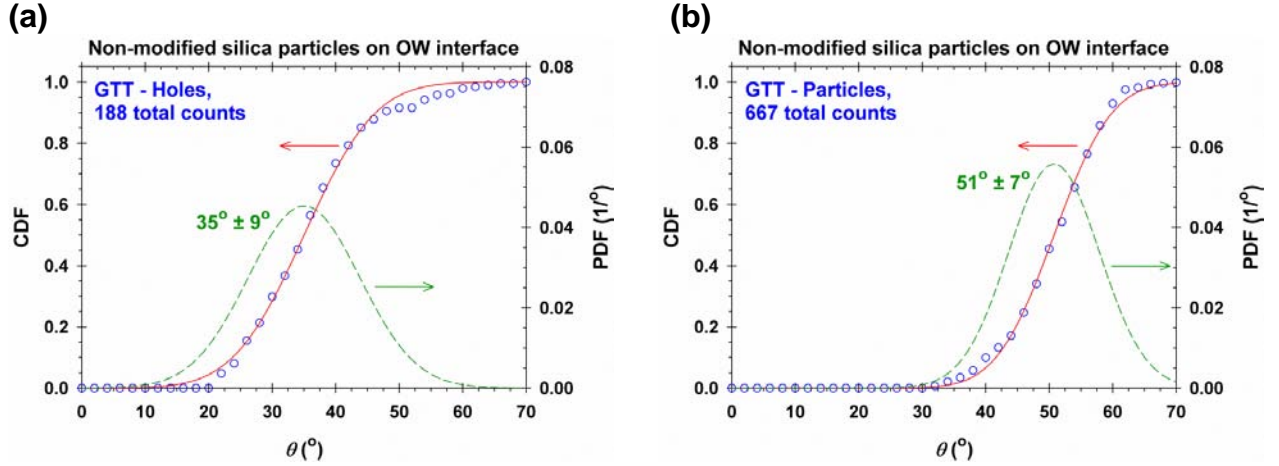 (a)
Non-modified silica particles on OW interface
GTT - Holes,
188 total counts
35° ± 9°
CDF
1.0
0.8
0.6
0.4
0.2
0.0
PDF (1/°)
0.08
0.06
0.04
0.02
0.00
0 10 20 30 40 50 60 70
θ (°)
(b)
Non-modified silica particles on OW interface
GTT - Particles,
667 total counts
51° ± 7°
CDF
1.0
0.8
0.6
0.4
0.2
0.0
PDF (1/°)
0.08
0.06
0.04
0.02
0.00
0 10 20 30 40 50 60 70
θ (°)